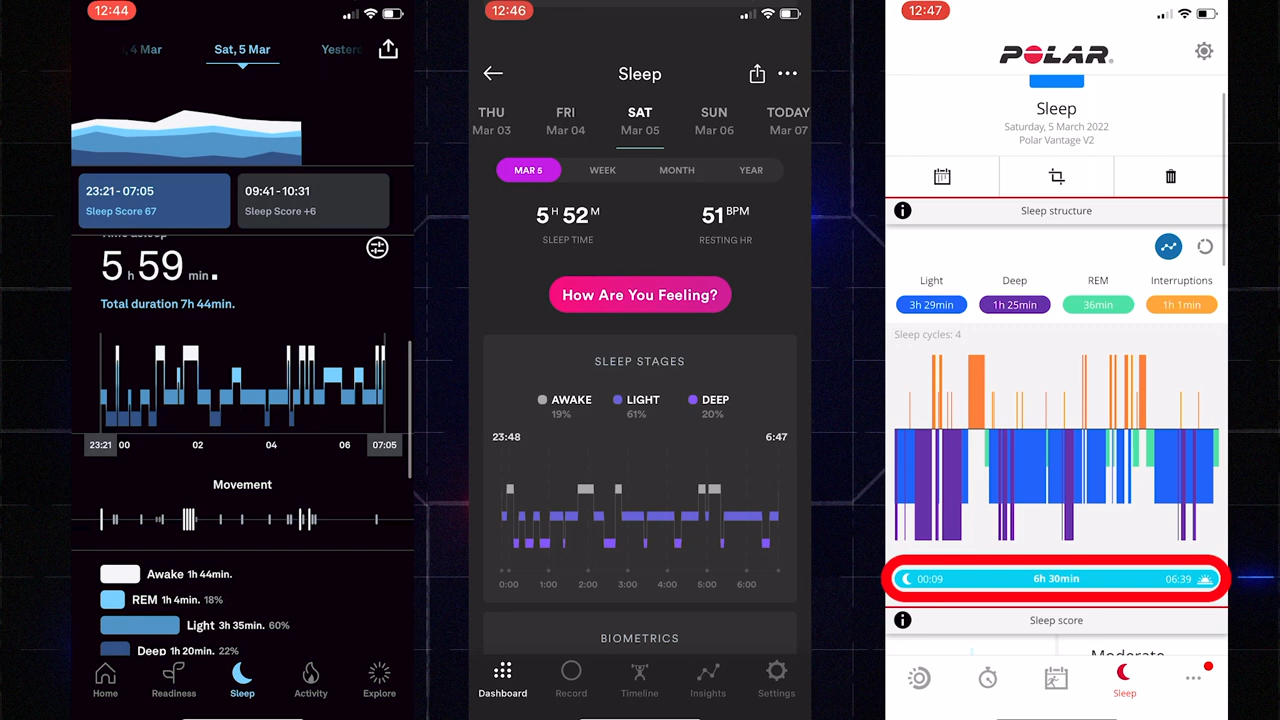 12:44
, 4 Mar
Sat, 5 Mar
Yester
23:21 - 07:05
Sleep Score 67
09:41 - 10:31
Sleep Score +6
Time asleep
5 h 59 min.
Total duration 7h 44min.
23:21 00 02 04 06 07:05
Movement
Awake 1h 44min.
REM 1h 4min. 18%
Light 3h 35min. 60%
Deep 1h 20min. 22%
Home Readiness Sleep Activity Explore
12:46
Sleep
THU FRI SAT SUN TODAY
Mar 03 Mar 04 Mar 05 Mar 06 Mar 07
MAR 5 WEEK MONTH YEAR
5 H 52 M 51 BPM
SLEEP TIME RESTING HR
How Are You Feeling?
SLEEP STAGES
AWAKE LIGHT DEEP
19% 61% 20%
23:48 6:47
0:00 1:00 2:00 3:00 4:00 5:00 6:00
BIOMETRICS
Dashboard Record Timeline Insights Settings
12:47
POLAR
Sleep
Saturday, 5 March 2022
Polar Vantage V2
Sleep structure
Light Deep REM Interruptions
3h 29min 1h 25min 36min 1h 1min
Sleep cycles: 4
00:09 6h 30min 06:39
Sleep score
Moderate
Sleep